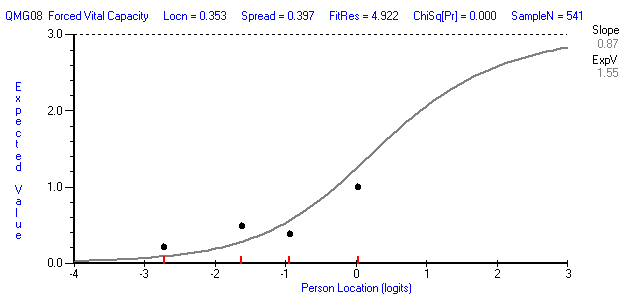 QMG08 Forced Vital Capacity Locn = 0.353 Spread = 0.397 FitRes = 4.922 ChiSq[Pr] = 0.000 SampleN = 541
Slope
0.87
ExpV
1.55
Expected Value
3.0
2.0
1.0
0.0
-4 -3 -2 -1 0 1 2 3
Person Location (logits)